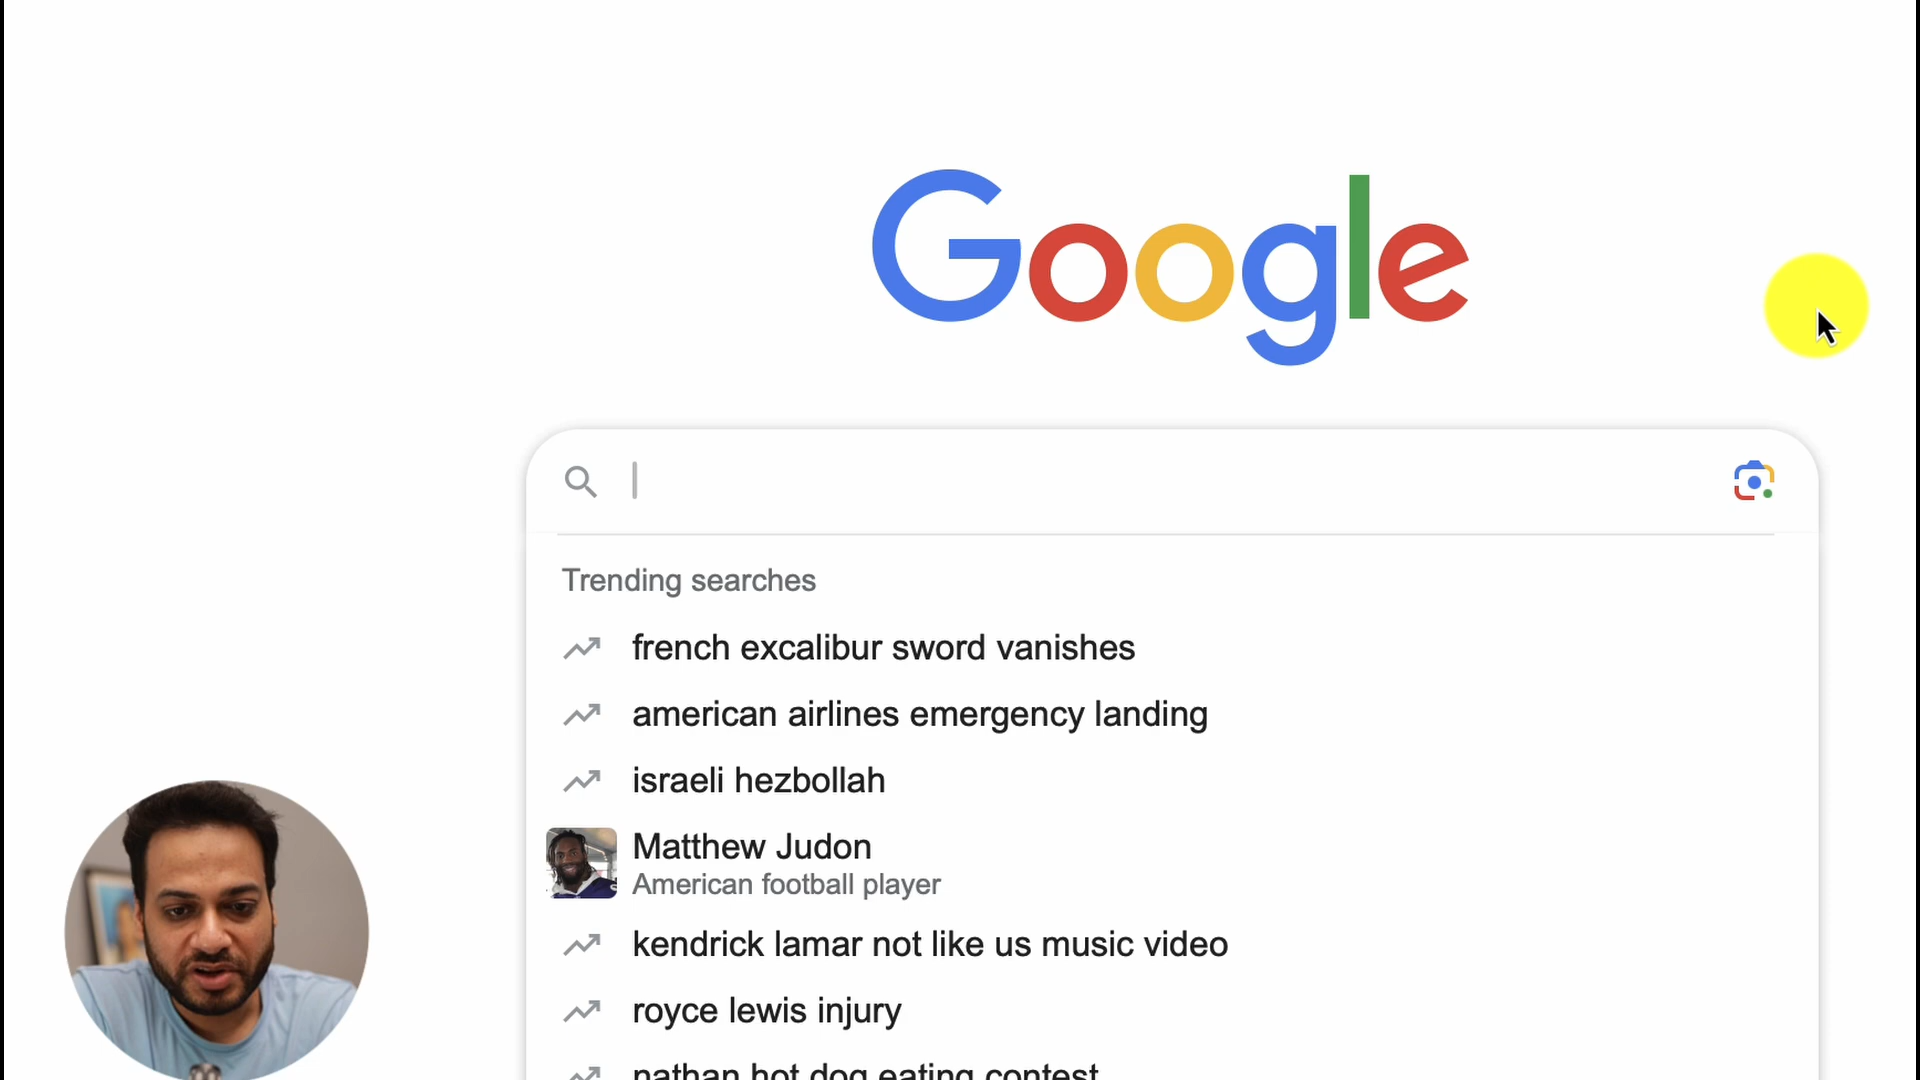 Google
Trending searches
french excalibur sword vanishes
american airlines emergency landing
israeli hezbollah
Matthew Judon
American football player
kendrick lamar not like us music video
royce lewis injury
nathan hot dog eating contest